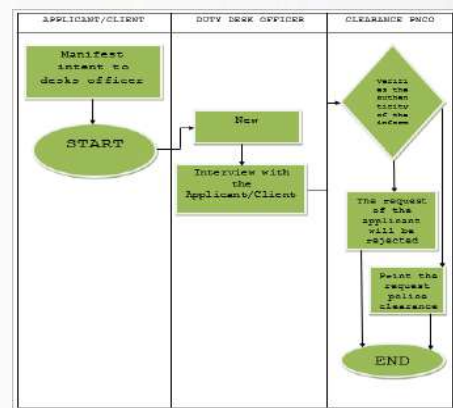 APPLICANT/CLIENT
DUTY DESK OFFICER
CLEARANCE PNCO
Manifest
intent to
desks officer
START
New
Interview with
the
Applicant/Client
Verifi
es the
authen
ticity
of the
inform
The request
of the
applicant
will be
rejected
Print the
request
police
clearance
END